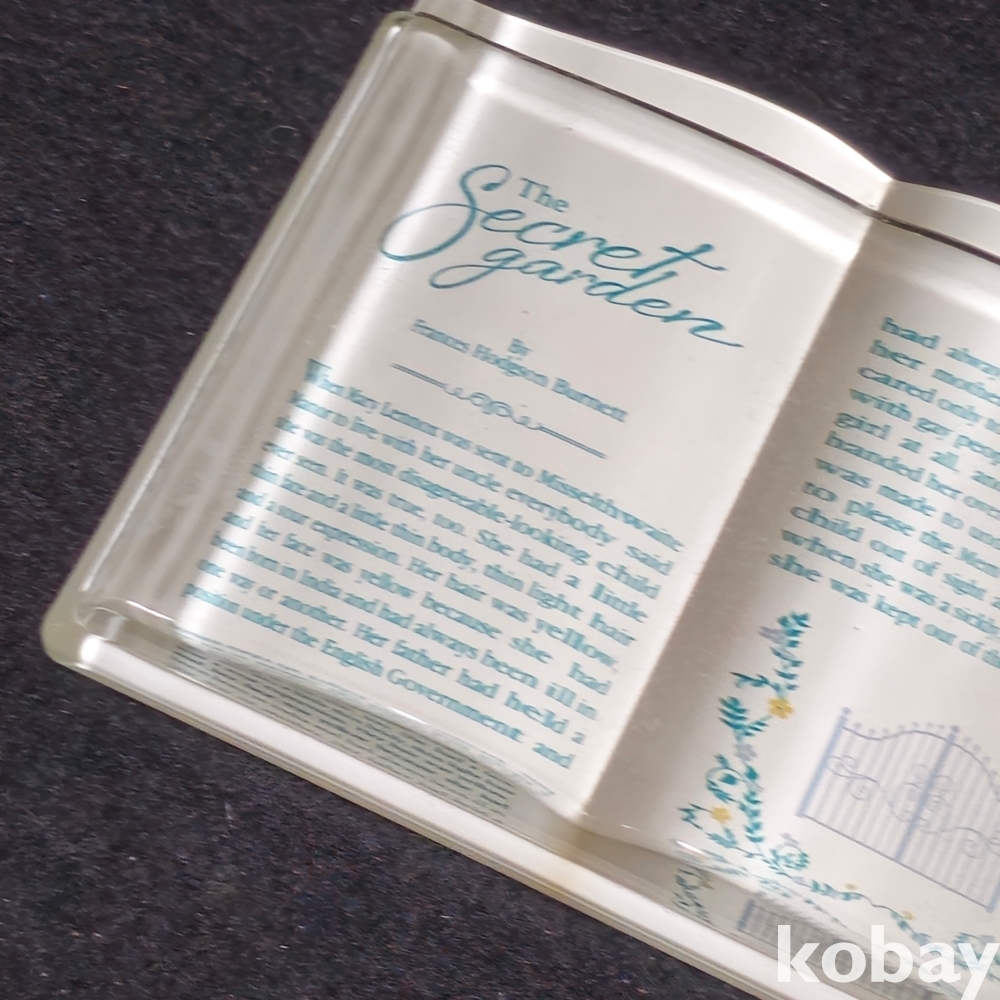 The
Secret
garden
By
Frances Hodgson Burnett
When Mary Lennox was sent to Misselthwaite
Manor to live with her uncle everybody said
she was the most disagreeable-looking child
ever seen. It was true, too. She had a little
thin face and a little thin body, thin light hair
and a sour expression. Her hair was yellow,
and her face was yellow because she had
been born in India and had always been ill in
one way or another. Her father had held a
position under the English Government and
had
her
cared only
with gay
girl at all
handed her
was made to
to please the
child out of sight
when she was a
she was kept out of
kobay